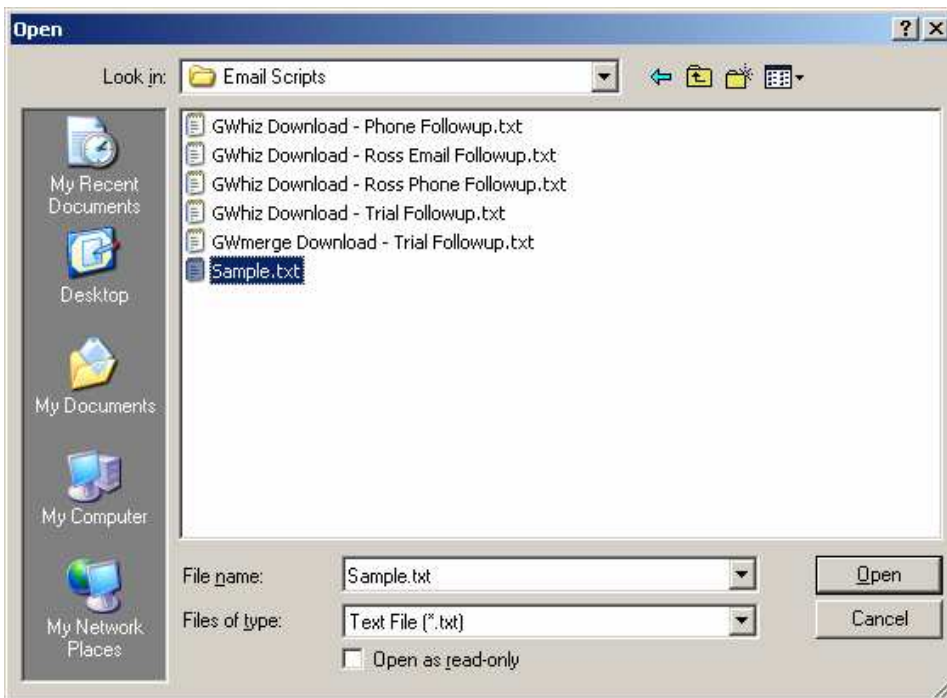 Open
Look in: Email Scripts
My Recent
Documents
Desktop
My Documents
My Computer
My Network
Places
GWhiz Download - Phone Followup.txt
GWhiz Download - Ross Email Followup.txt
GWhiz Download - Ross Phone Followup.txt
GWhiz Download - Trial Followup.txt
GWmerge Download - Trial Followup.txt
Sample.txt
File name: Sample.txt Open
Files of type: Text File (*.txt) Cancel
Open as read-only